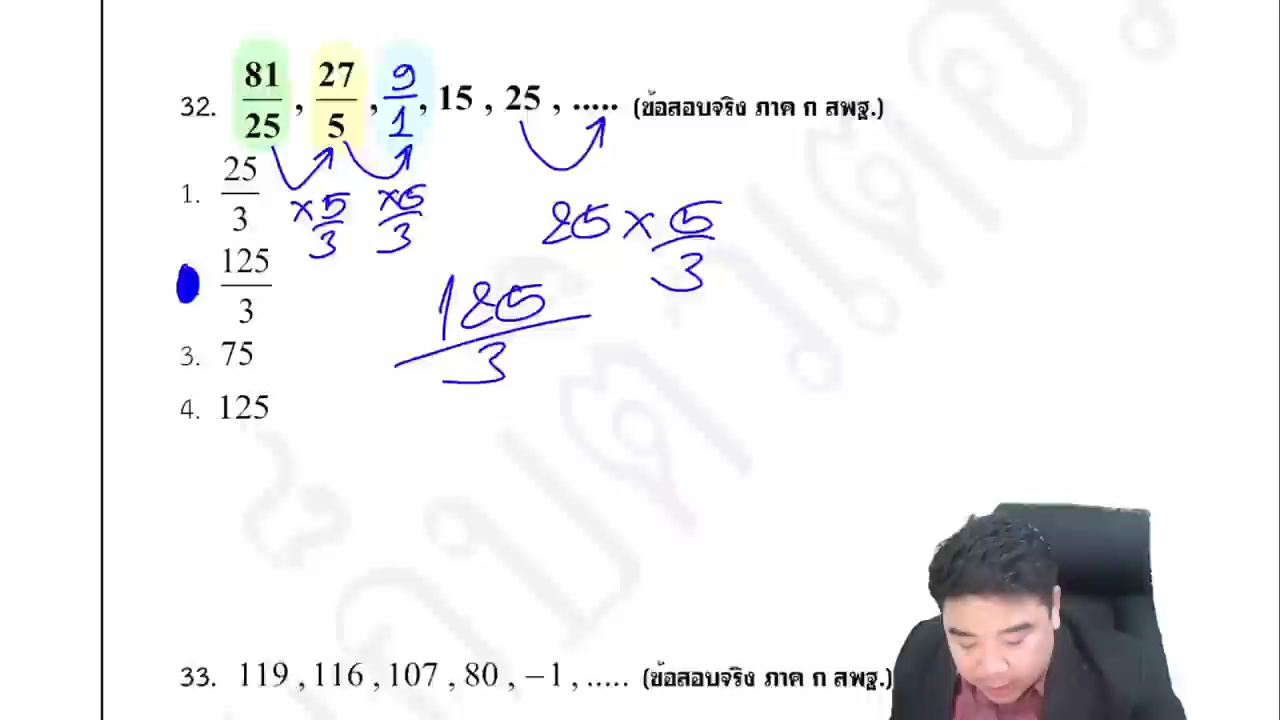 32. 81/25 , 27/5 , 9/1 , 15 , 25 , ..... (ข้อสอบจริง ภาค ก สพฐ.)
×5/3 ×5/3
25 × 5/3
1. 25/3
125/3
125/3
3. 75
4. 125
33. 119 , 116 , 107 , 80 , −1 , ..... (ข้อสอบจริง ภาค ก สพฐ.)